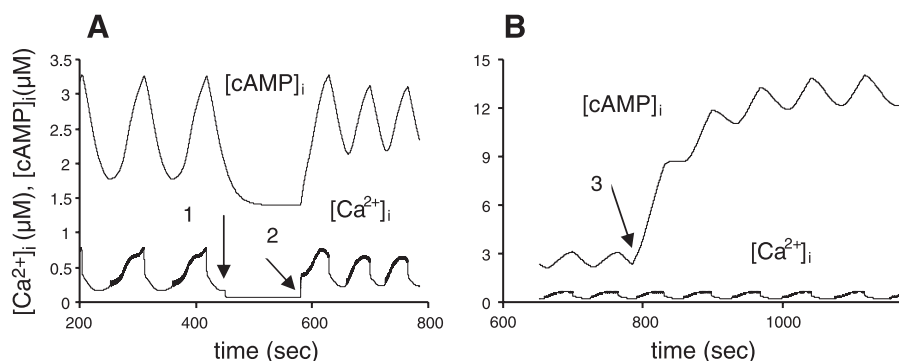 A
[Ca²⁺]ᵢ (μM), [cAMP]ᵢ(μM)
3.5
3
2.5
2
1.5
1
0.5
0
[cAMP]ᵢ
[Ca²⁺]ᵢ
1
2
200
400
600
800
time (sec)
B
15
12
9
6
3
0
[cAMP]ᵢ
3
[Ca²⁺]ᵢ
600
800
1000
time (sec)